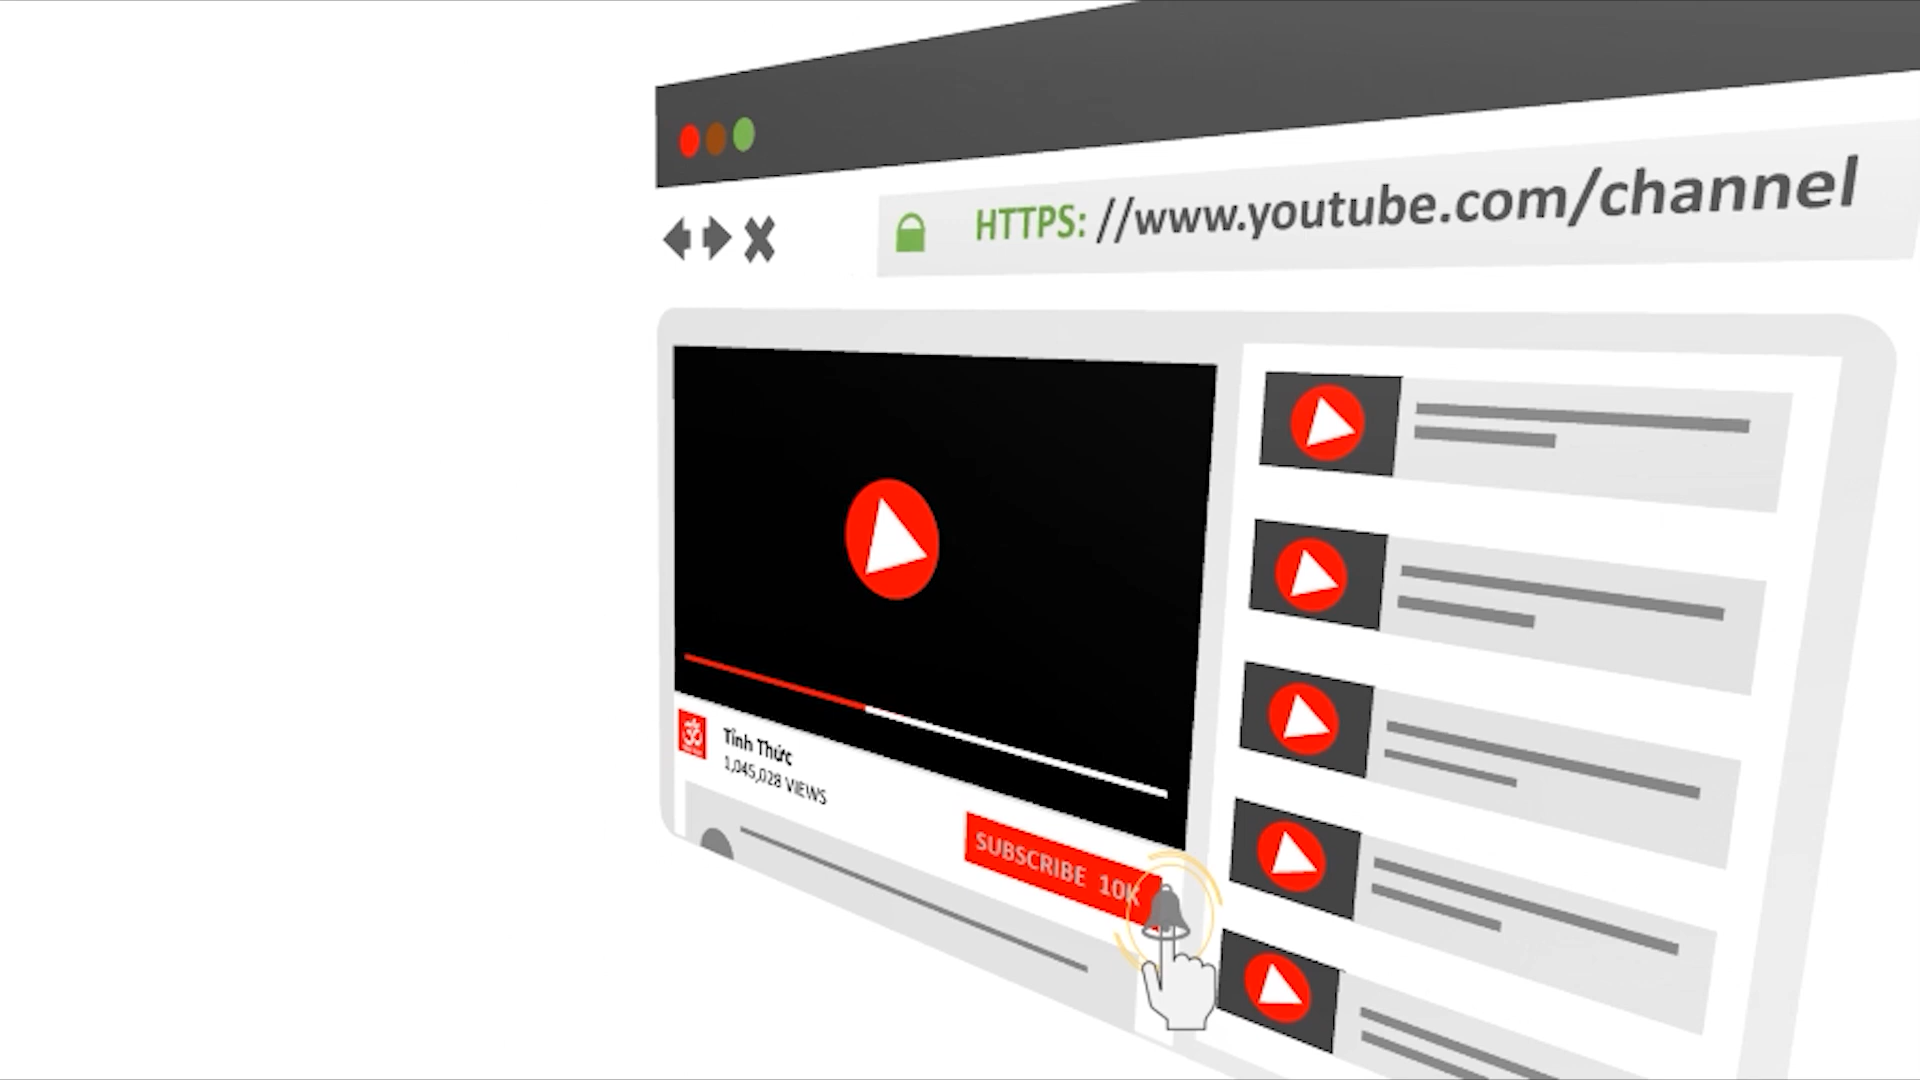 HTTPS: //www.youtube.com/channel
Tỉnh Thức
1,045,028 VIEWS
SUBSCRIBE 10K